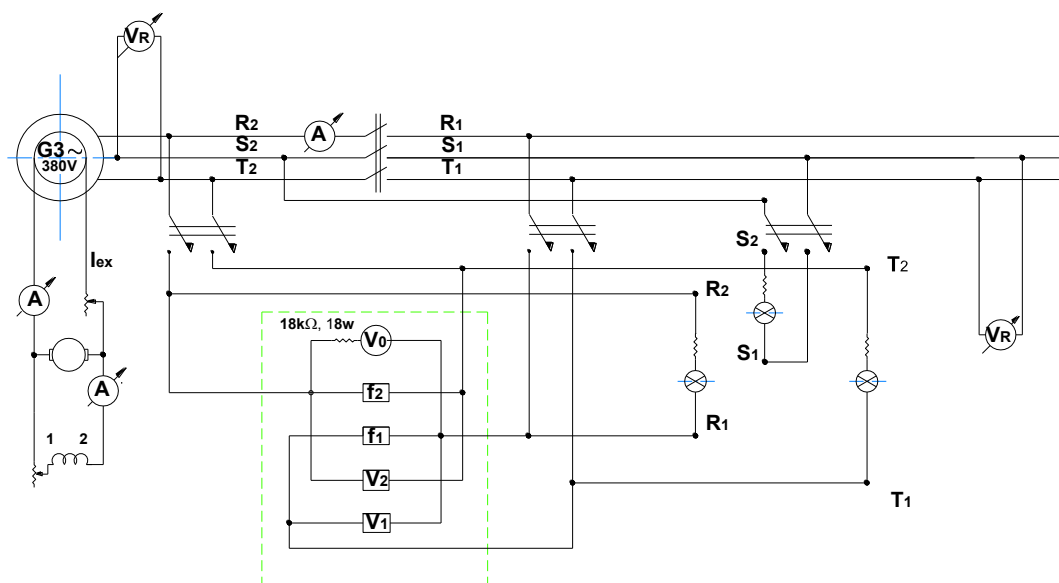 VR
R2
A
R1
G3~
S2
S1
380V
T2
T1
Iex
S2
T2
A
R2
18kΩ, 18w
V0
VR
S1
A
f2
R1
1 2
f1
V2
T1
V1